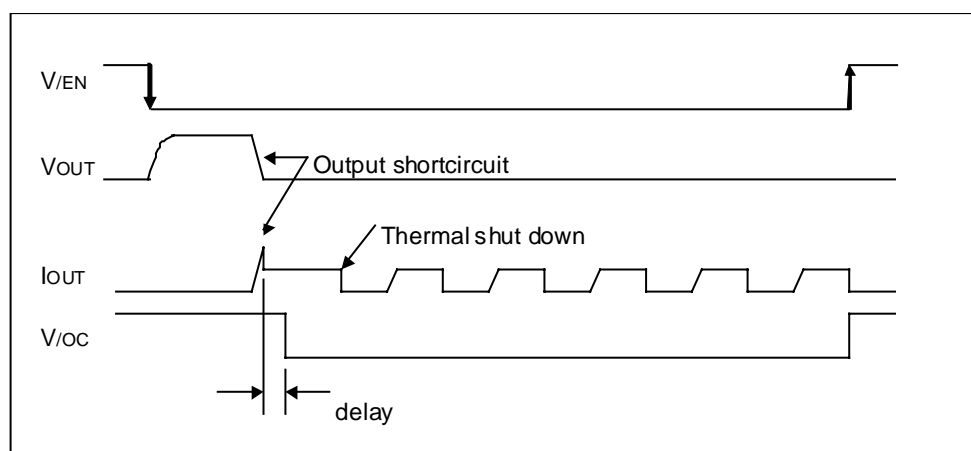 V/EN
VOUT
Output shortcircuit
Thermal shut down
IOUT
V/OC
delay